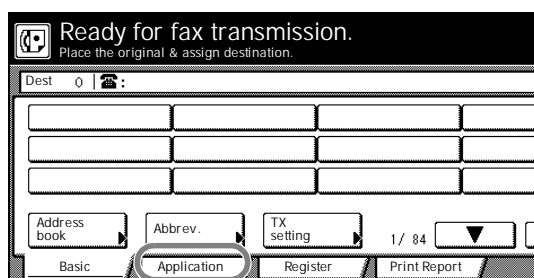 Ready for fax transmission.
Place the original & assign destination.
Dest 0 ☎:
Address book
Abbrev.
TX setting
1/ 84 ▼
Basic
Application
Register
Print Report